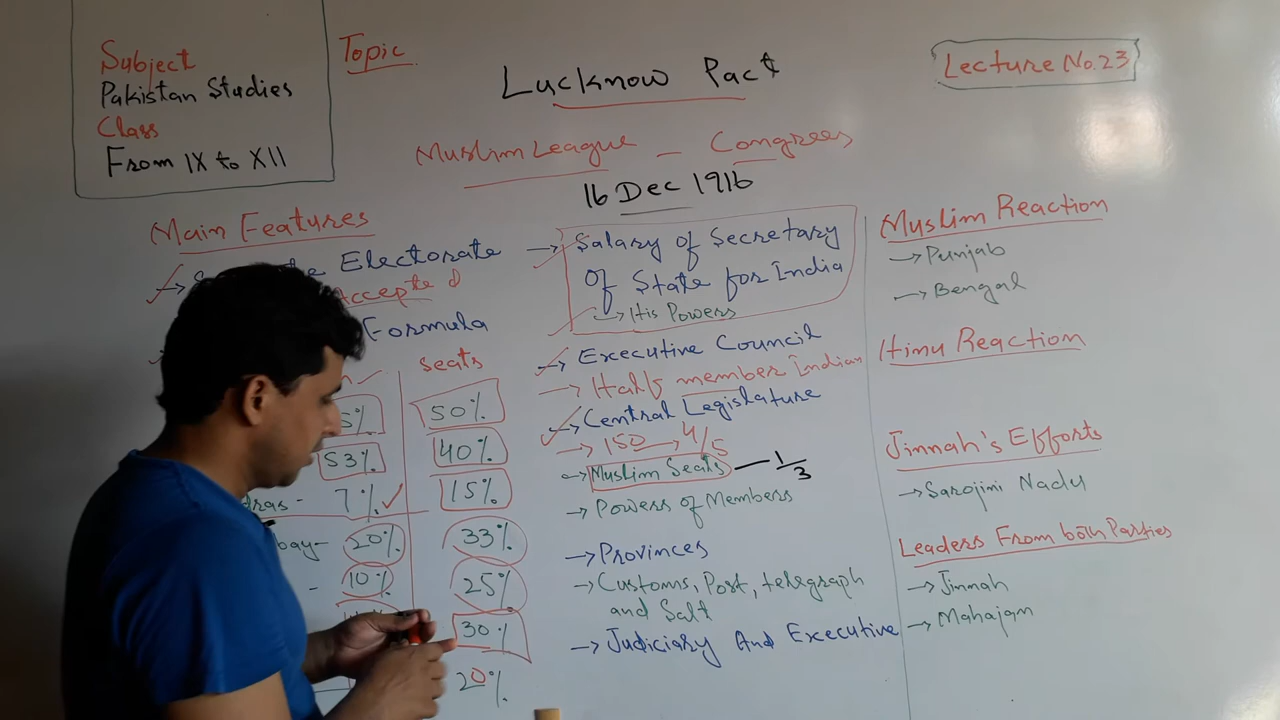 Subject
Pakistan Studies
Class
From IX to XII
Topic
Lucknow Pact
Lecture No.23
Muslim League - Congrees
16 Dec 1916
Main Features
→ Electorate
Accepted
Formula
seats
5% 50%
53% 40%
dras - 7% ✓ 15%
bay - 20% 33%
- 10% 25%
30%
20%
→ Salary of Secretary
Of State for India
→ His Powers
→ Executive Council
→ Half member Indian
→ Central Legislature
→ 150 → 4/5
→ Muslim Seats — 1/3
→ Powers of Members
→ Provinces
→ Customs, Post, telegraph
and Salt
→ Judiciary And Executive
Muslim Reaction
→ Punjab
→ Bengal
Hinu Reaction
Jinnah's Efforts
→ Sarojini Nadu
Leaders From both Parties
→ Jinnah
→ Mahajan